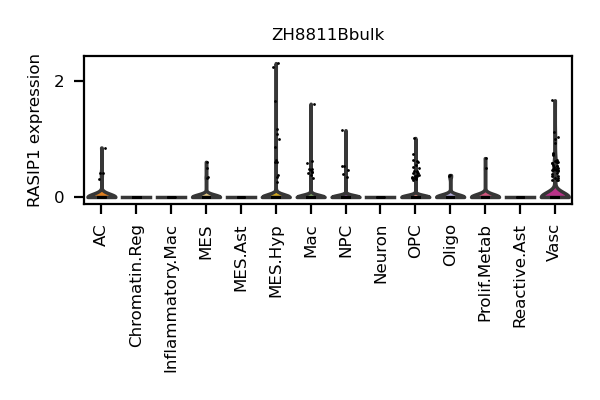 ZH8811Bbulk
RASIP1 expression
2
0
AC
Chromatin.Reg
Inflammatory.Mac
MES
MES.Ast
MES.Hyp
Mac
NPC
Neuron
OPC
Oligo
Prolif.Metab
Reactive.Ast
Vasc